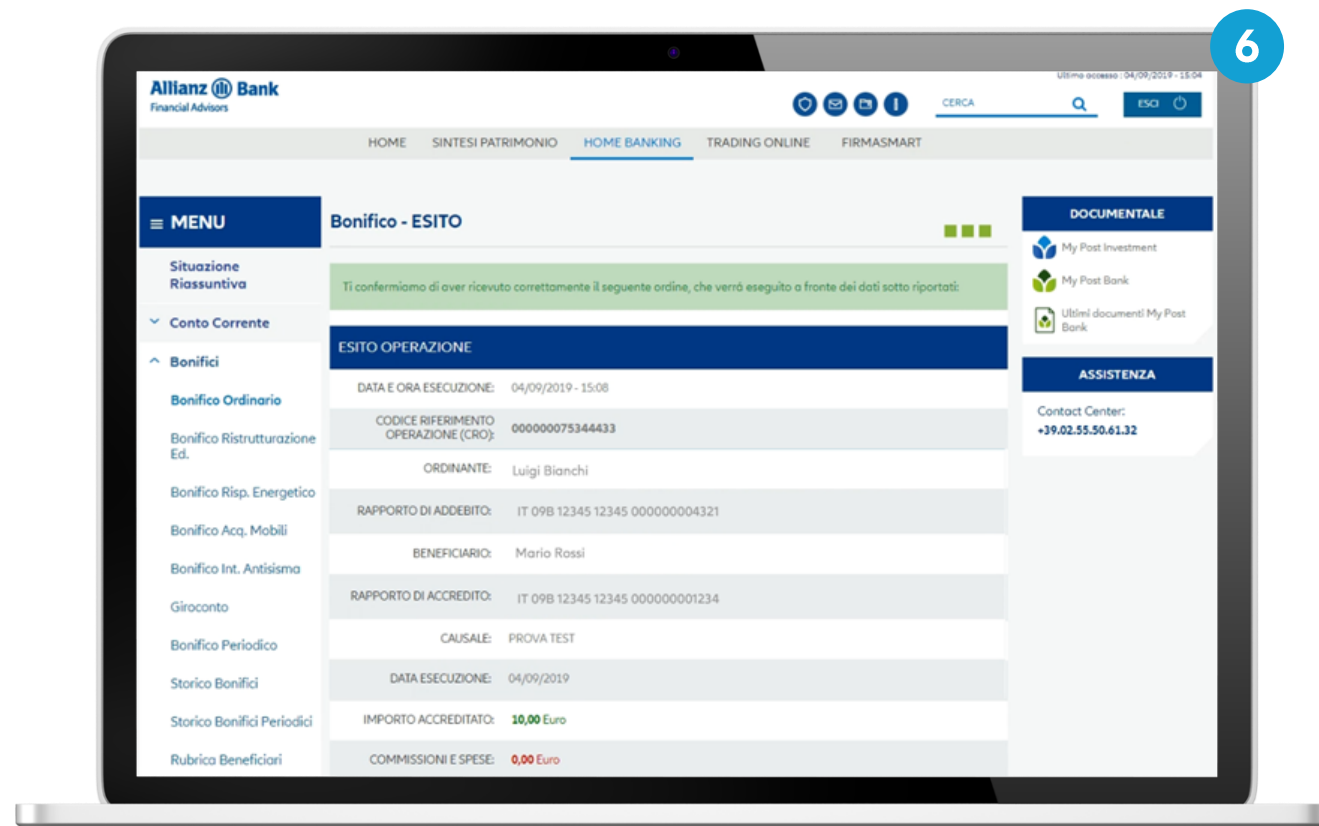 6
Ultimo accesso : 04/09/2019 - 15:04
Allianz Bank
Financial Advisors
CERCA
ESCI
HOME SINTESI PATRIMONIO HOME BANKING TRADING ONLINE FIRMASMART
MENU
Situazione
Riassuntiva
Conto Corrente
Bonifici
Bonifico Ordinario
Bonifico Ristrutturazione
Ed.
Bonifico Risp. Energetico
Bonifico Acq. Mobili
Bonifico Int. Antisisma
Giroconto
Bonifico Periodico
Storico Bonifici
Storico Bonifici Periodici
Rubrica Beneficiari
Bonifico - ESITO
Ti confermiamo di aver ricevuto correttamente il seguente ordine, che verrà eseguito a fronte dei dati sotto riportati:
ESITO OPERAZIONE
DATA E ORA ESECUZIONE: 04/09/2019 - 15:08
CODICE RIFERIMENTO
OPERAZIONE (CRO): 000000075344433
ORDINANTE: Luigi Bianchi
RAPPORTO DI ADDEBITO: IT 09B 12345 12345 000000004321
BENEFICIARIO: Mario Rossi
RAPPORTO DI ACCREDITO: IT 09B 12345 12345 000000001234
CAUSALE: PROVA TEST
DATA ESECUZIONE: 04/09/2019
IMPORTO ACCREDITATO: 10,00 Euro
COMMISSIONI E SPESE: 0,00 Euro
DOCUMENTALE
My Post Investment
My Post Bank
Ultimi documenti My Post
Bank
ASSISTENZA
Contact Center:
+39.02.55.50.61.32